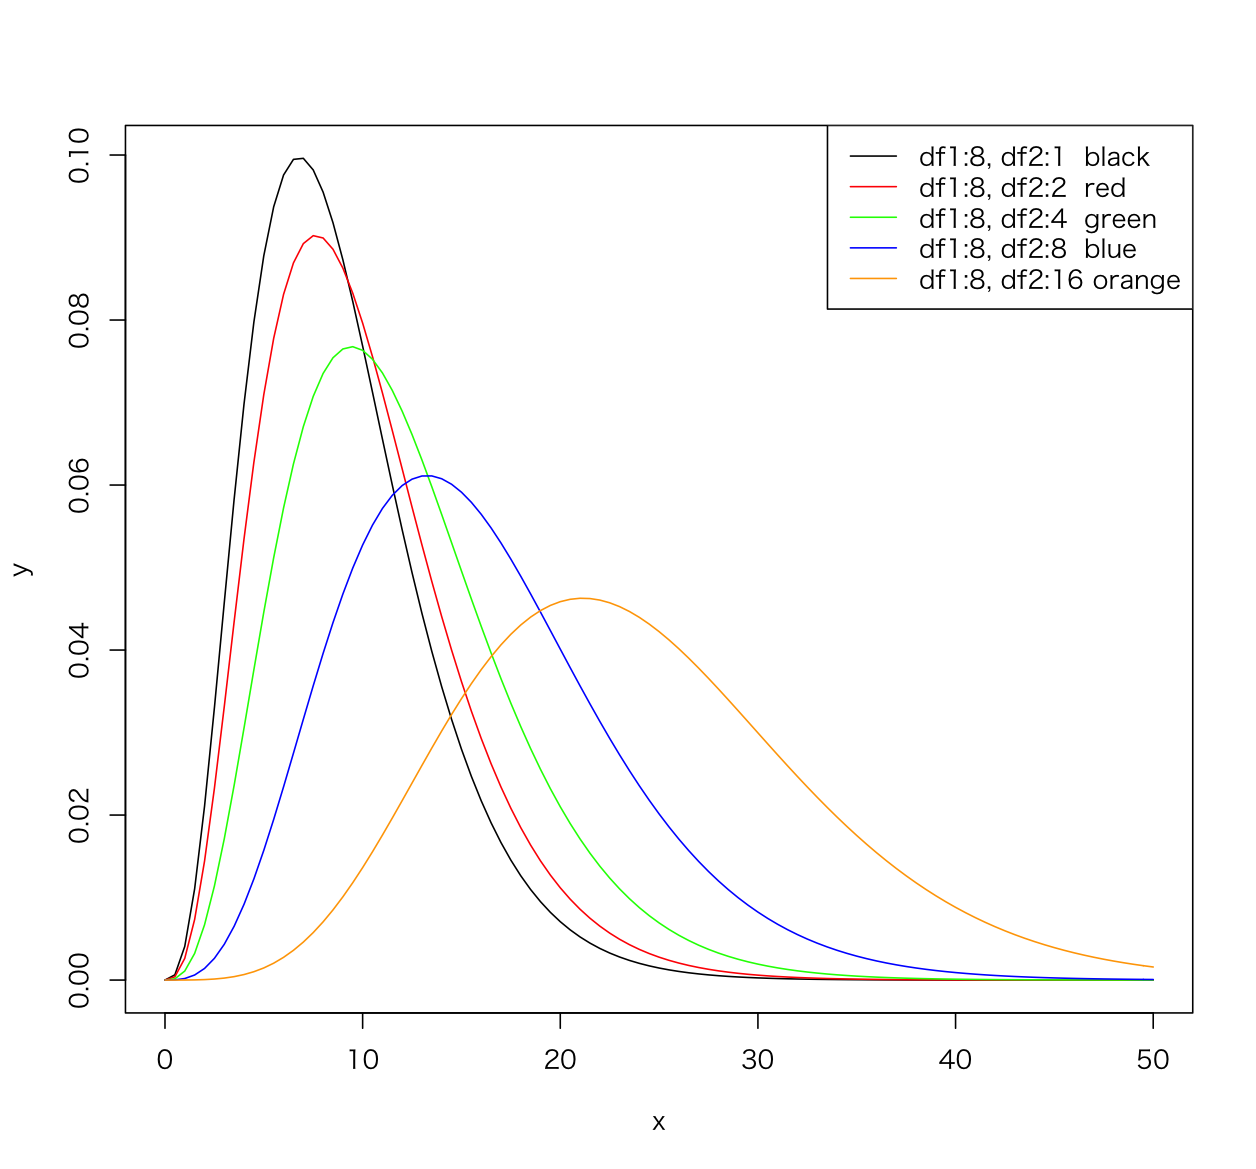 df1:8, df2:1 black
df1:8, df2:2 red
df1:8, df2:4 green
df1:8, df2:8 blue
df1:8, df2:16 orange
0.10
0.08
0.06
0.04
0.02
0.00
y
0 10 20 30 40 50
x